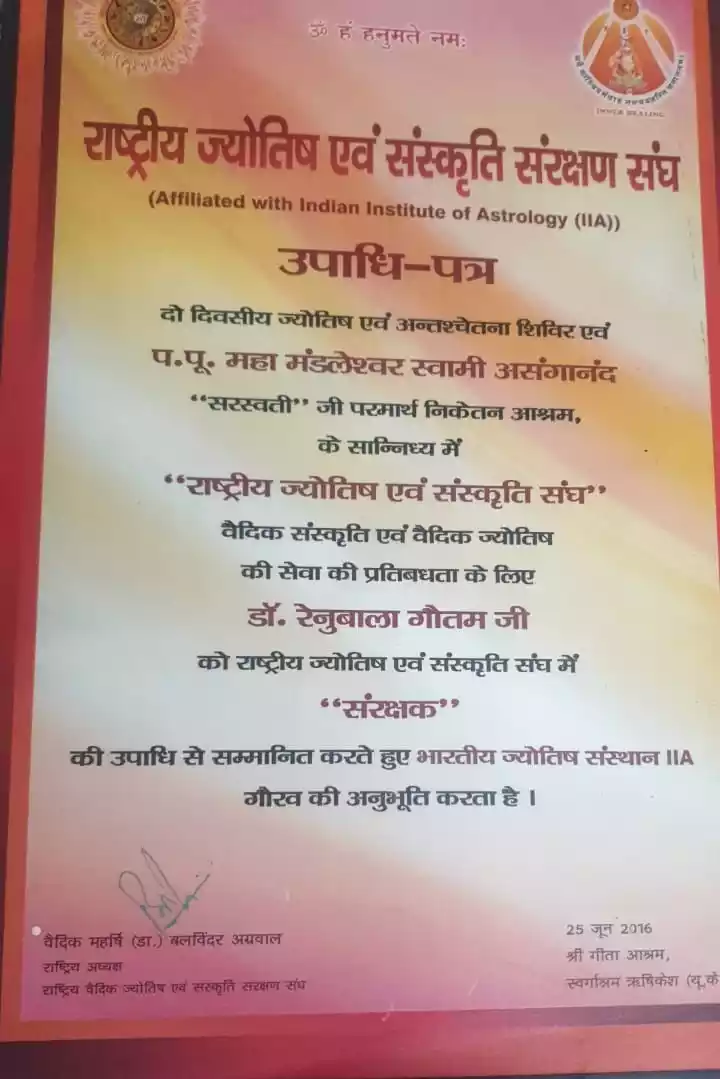 ॐ हं हनुमते नमः
INNER HEALING
राष्ट्रीय ज्योतिष एवं संस्कृति संरक्षण संघ
(Affiliated with Indian Institute of Astrology (IIA))
उपाधि-पत्र
दो दिवसीय ज्योतिष एवं अन्तश्चेतना शिविर एवं
प.पू. महा मंडलेश्वर स्वामी असंगानंद
“सरस्वती” जी परमार्थ निकेतन आश्रम,
के सान्निध्य में
“राष्ट्रीय ज्योतिष एवं संस्कृति संघ”
वैदिक संस्कृति एवं वैदिक ज्योतिष
की सेवा की प्रतिबधता के लिए
डॉ. रेनुबाला गौतम जी
को राष्ट्रीय ज्योतिष एवं संस्कृति संघ में
“संरक्षक”
की उपाधि से सम्मानित करते हुए भारतीय ज्योतिष संस्थान IIA
गौरव की अनुभूति करता है ।
वैदिक महर्षि (डा.) बलविंदर अग्रवाल
राष्ट्रिय अध्यक्ष
राष्ट्रिय वैदिक ज्योतिष एवं संस्कृति संरक्षण संघ
25 जून 2016
श्री गीता आश्रम,
स्वर्गाश्रम ऋषिकेश (यू.के